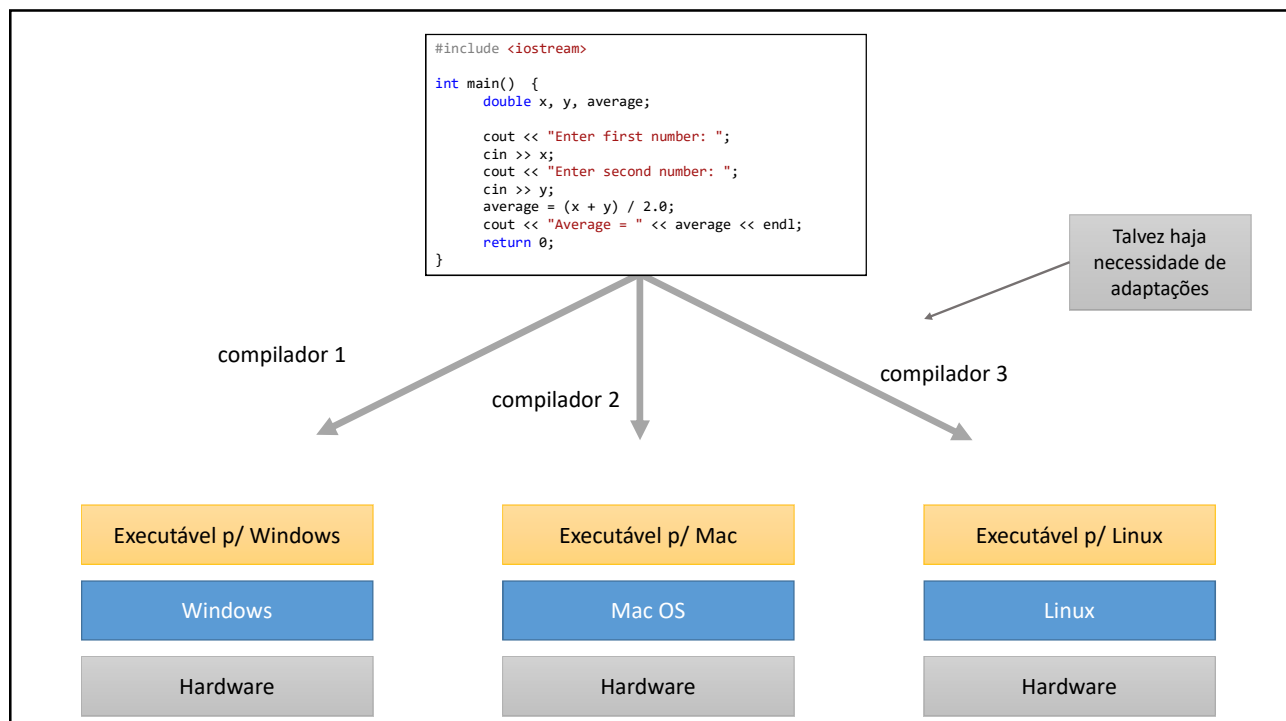 #include <iostream>
int main()  {
double x, y, average;
cout << "Enter first number: ";
cin >> x;
cout << "Enter second number: ";
cin >> y;
average = (x + y) / 2.0;
cout << "Average = " << average << endl;
return 0;
}
Talvez haja
necessidade de
adaptações
compilador 1
compilador 2
compilador 3
Executável p/ Windows
Executável p/ Mac
Executável p/ Linux
Windows
Mac OS
Linux
Hardware
Hardware
Hardware